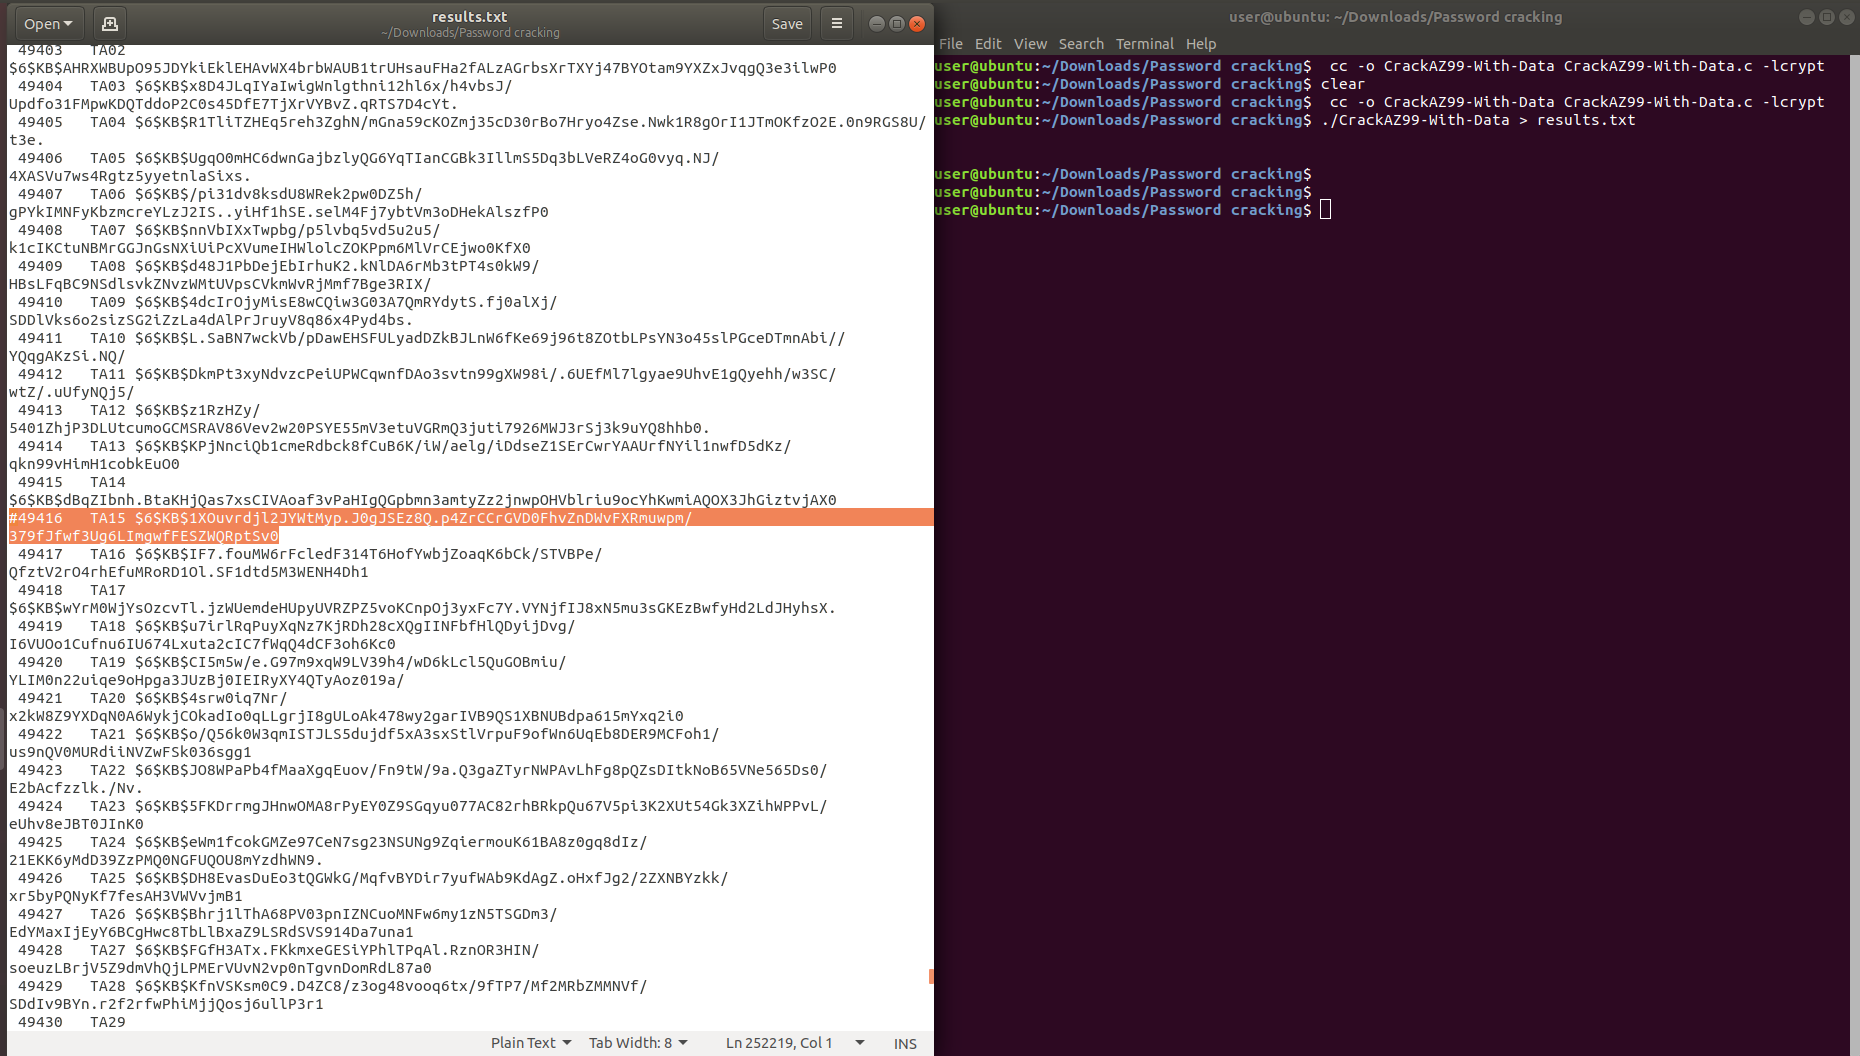 Open
results.txt
~/Downloads/Password cracking
Save
49403 TA02
$6$KB$AHRXWBUpO95JDYkiEklEHAvWX4brbWAUB1trUHsauFHa2fALzAGrbsXrTXYj47BYOtam9YXZxJvqgQ3e3ilwP0
49404 TA03 $6$KB$x8D4JLqIYaIwigWnlgthni12hl6x/h4vbsJ/
Updfo31FMpwKDQTddoP2C0s45DfE7TjXrVYBvZ.qRTS7D4cYt.
49405 TA04 $6$KB$R1TliTZHEq5reh3ZghN/mGna59cKOZmj35cD30rBo7Hryo4Zse.Nwk1R8gOrI1JTmOKfzO2E.0n9RGS8U/
t3e.
49406 TA05 $6$KB$UgqO0mHC6dwnGajbzlyQG6YqTIanCGBk3IllmS5Dq3bLVeRZ4oG0vyq.NJ/
4XASVu7ws4Rgtz5yyetnlaSixs.
49407 TA06 $6$KB$/pi31dv8ksdU8WRek2pw0DZ5h/
gPYkIMNFyKbzmcreYLzJ2IS..yiHf1hSE.selM4Fj7ybtVm3oDHekAlszfP0
49408 TA07 $6$KB$nnVbIXxTwpbg/p5lvbq5vd5u2u5/
k1cIKCtuNBMrGGJnGsNXiUiPcXVumeIHWlolcZOKPpm6MlVrCEjwo0KfX0
49409 TA08 $6$KB$d48J1PbDejEbIrhuK2.kNlDA6rMb3tPT4s0kW9/
HBsLFqBC9NSdlsvkZNvzWMtUVpsCVkmWvRjMmf7Bge3RIX/
49410 TA09 $6$KB$4dcIrOjyMisE8wCQiw3G03A7QmRYdytS.fj0alXj/
SDDlVks6o2sizSG2iZzLa4dAlPrJruyV8q86x4Pyd4bs.
49411 TA10 $6$KB$L.SaBN7wckVb/pDawEHSFULyadDZkBJLnW6fKe69j96t8ZOtbLPsYN3o45slPGceDTmnAbi//
YQqgAKzSi.NQ/
49412 TA11 $6$KB$DkmPt3xyNdvzcPeiUPWCqwnfDAo3svtn99gXW98i/.6UEfMl7lgyae9UhvE1gQyehh/w3SC/
wtZ/.uUfyNQj5/
49413 TA12 $6$KB$z1RzHZy/
5401ZhjP3DLUtcumoGCMSRAV86Vev2w20PSYE55mV3etuVGRmQ3juti7926MWJ3rSj3k9uYQ8hhb0.
49414 TA13 $6$KB$KPjNnciQb1cmeRdbck8fCuB6K/iW/aelg/iDdseZ1SErCwrYAAUrfNYil1nwfD5dKz/
qkn99vHimH1cobkEuO0
49415 TA14
$6$KB$dBqZIbnh.BtaKHjQas7xsCIVAoaf3vPaHIgQGpbmn3amtyZz2jnwpOHVblriu9ocYhKwmiAQOX3JhGiztvjAX0
#49416 TA15 $6$KB$1XOuvrdjl2JYWtMyp.J0gJSEz8Q.p4ZrCCrGVD0FhvZnDWvFXRmuwpm/
379fJfwf3Ug6LImgwfFESZWQRptSv0
49417 TA16 $6$KB$IF7.fouMW6rFcledF314T6HofYwbjZoaqK6bCk/STVBPe/
QfztV2rO4rhEfuMRoRD1Ol.SF1dtd5M3WENH4Dh1
49418 TA17
$6$KB$wYrM0WjYsOzcvTl.jzWUemdeHUpyUVRZPZ5voKCnpOj3yxFc7Y.VYNjfIJ8xN5mu3sGKEzBwfyHd2LdJHyhsX.
49419 TA18 $6$KB$u7irlRqPuyXqNz7KjRDh28cXQgIINFbfHlQDyijDvg/
I6VUOo1Cufnu6IU674Lxuta2cIC7fWqQ4dCF3oh6Kc0
49420 TA19 $6$KB$CI5m5w/e.G97m9xqW9LV39h4/wD6kLcl5QuGOBmiu/
YLIM0n22uiqe9oHpga3JUzBj0IEIRyXY4QTyAoz019a/
49421 TA20 $6$KB$4srw0iq7Nr/
x2kW8Z9YXDqN0A6WykjCOkadIo0qLLgrjI8gULoAk478wy2garIVB9QS1XBNUBdpa615mYxq2i0
49422 TA21 $6$KB$o/Q56k0W3qmISTJLS5dujdf5xA3sxStlVrpuF9ofWn6UqEb8DER9MCFoh1/
us9nQV0MURdiiNVZwFSk036sgg1
49423 TA22 $6$KB$JO8WPaPb4fMaaXgqEuov/Fn9tW/9a.Q3gaZTyrNWPAvLhFg8pQZsDItkNoB65VNe565Ds0/
E2bAcfzzlk./Nv.
49424 TA23 $6$KB$5FKDrrmgJHnwOMA8rPyEY0Z9SGqyu077AC82rhBRkpQu67V5pi3K2XUt54Gk3XZihWPPvL/
eUhv8eJBT0JInK0
49425 TA24 $6$KB$eWm1fcokGMZe97CeN7sg23NSUNg9ZqiermouK61BA8z0gq8dIz/
21EKK6yMdD39ZzPMQ0NGFUQOU8mYzdhWN9.
49426 TA25 $6$KB$DH8EvasDuEo3tQGWkG/MqfvBYDir7yufWAb9KdAgZ.oHxfJg2/2ZXNBYzkk/
xr5byPQNyKf7fesAH3VWVvjmB1
49427 TA26 $6$KB$Bhrj1lThA68PV03pnIZNCuoMNFw6my1zN5TSGDm3/
EdYMaxIjEyY6BCgHwc8TbLlBxaZ9LSRdSVS914Da7una1
49428 TA27 $6$KB$FGfH3ATx.FKkmxeGESiYPhlTPqAl.RznOR3HIN/
soeuzLBrjV5Z9dmVhQjLPMErVUvN2vp0nTgvnDomRdL87a0
49429 TA28 $6$KB$KfnVSKsm0C9.D4ZC8/z3og48vooq6tx/9fTP7/Mf2MRbZMMNVf/
SDdIv9BYn.r2f2rfwPhiMjjQosj6ullP3r1
49430 TA29
Plain Text
Tab Width: 8
Ln 252219, Col 1
INS
user@ubuntu: ~/Downloads/Password cracking
File Edit View Search Terminal Help
user@ubuntu:~/Downloads/Password cracking$ cc -o CrackAZ99-With-Data CrackAZ99-With-Data.c -lcrypt
user@ubuntu:~/Downloads/Password cracking$ clear
user@ubuntu:~/Downloads/Password cracking$ cc -o CrackAZ99-With-Data CrackAZ99-With-Data.c -lcrypt
user@ubuntu:~/Downloads/Password cracking$ ./CrackAZ99-With-Data > results.txt
user@ubuntu:~/Downloads/Password cracking$
user@ubuntu:~/Downloads/Password cracking$
user@ubuntu:~/Downloads/Password cracking$